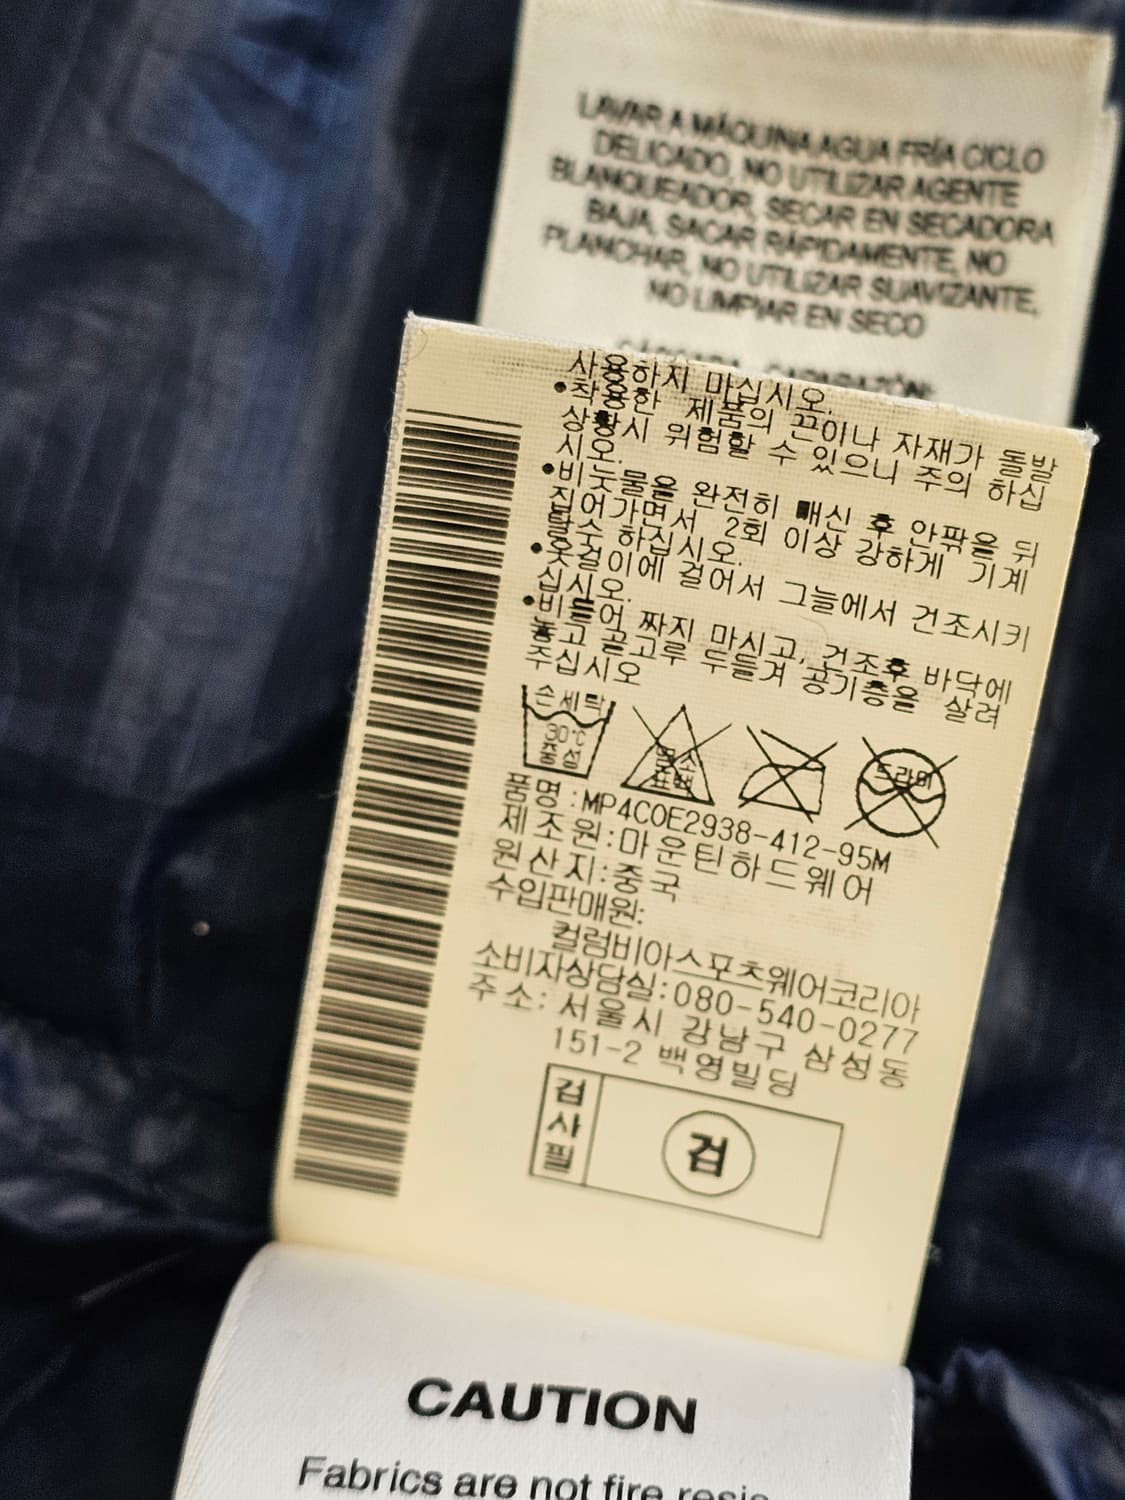 LAVAR A MÁQUINA AGUA FRÍA CICLO
DELICADO, NO UTILIZAR AGENTE
BLANQUEADOR, SECAR EN SECADORA
BAJA, SACAR RÁPIDAMENTE, NO
PLANCHAR, NO UTILIZAR SUAVIZANTE,
NO LIMPIAR EN SECO
사용하지 마십시오.
•착용한 제품의 끈이나 자재가 돌발
상황시 위험할 수 있으니 주의 하십
시오.
•비눗물을 완전히 빼신 후 안팎을 뒤
집어가면서 2회 이상 강하게 기계
탈수 하십시오.
•옷걸이에 걸어서 그늘에서 건조시키
십시오.
•비틀어 짜지 마시고, 건조후 바닥에
놓고 골고루 두들겨 공기층을 살려
주십시오
손세탁
30℃
중성
염소
표백
드라이
품명:MP4COE2938-412-95M
제조원:마운틴하드웨어
원산지:중국
수입판매원:
컬럼비아스포츠웨어코리아
소비자상담실:080-540-0277
주소: 서울시 강남구 삼성동
151-2 백영빌딩
검사필
검
CAUTION
Fabrics are not fire